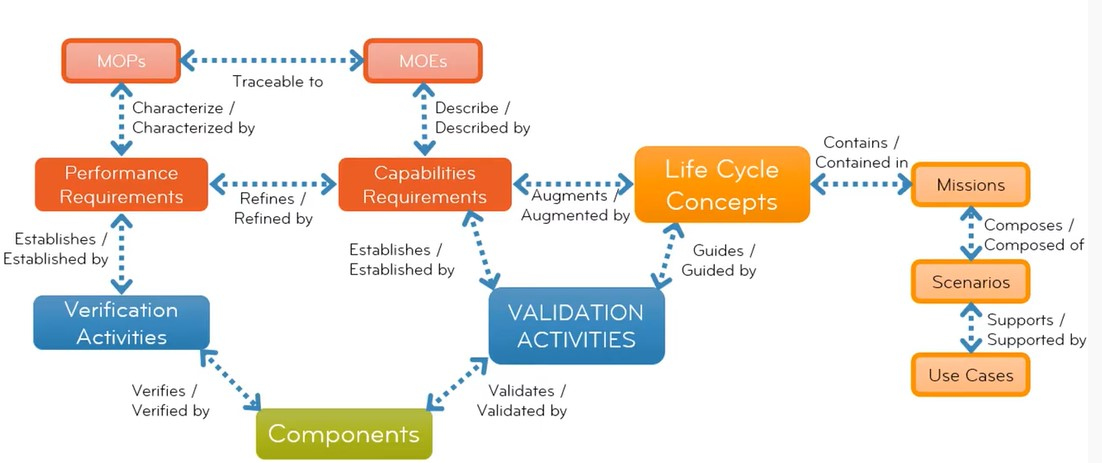 MOPs
MOEs
Traceable to
Characterize /
Characterized by
Describe /
Described by
Performance
Requirements
Capabilities
Requirements
Life Cycle
Concepts
Contains /
Contained in
Missions
Refines /
Refined by
Augments /
Augmented by
Establishes /
Established by
Establishes /
Established by
Guides /
Guided by
Composes /
Composed of
Scenarios
Verification
Activities
VALIDATION
ACTIVITIES
Supports /
Supported by
Use Cases
Verifies /
Verified by
Validates /
Validated by
Components